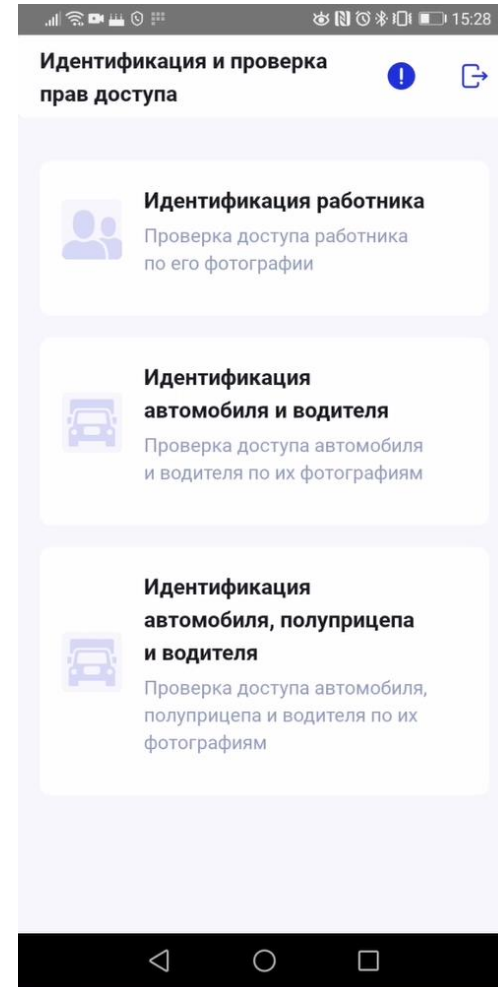 15:28
Идентификация и проверка
прав доступа
Идентификация работника
Проверка доступа работника
по его фотографии
Идентификация
автомобиля и водителя
Проверка доступа автомобиля
и водителя по их фотографиям
Идентификация
автомобиля, полуприцепа
и водителя
Проверка доступа автомобиля,
полуприцепа и водителя по их
фотографиям